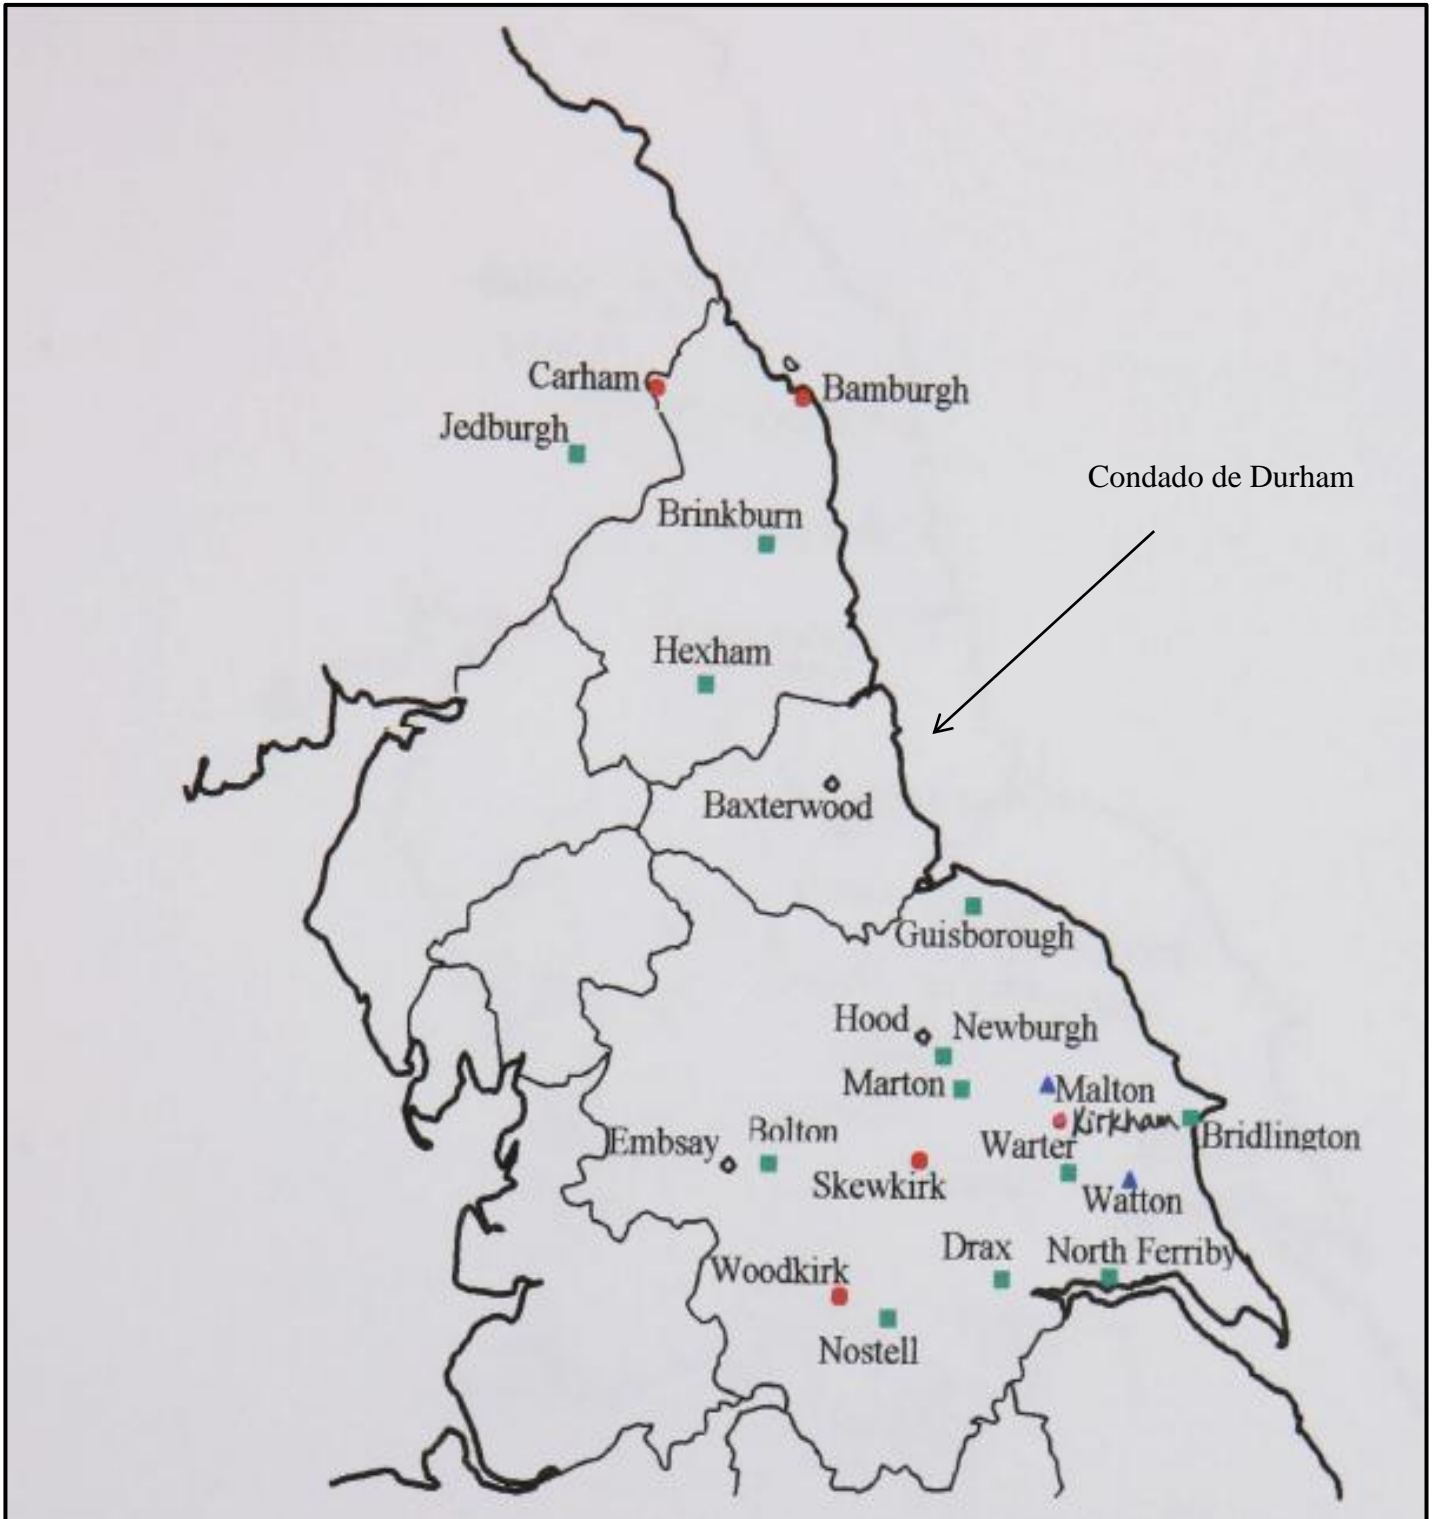 Carham
Bamburgh
Jedburgh
Condado de Durham
Brinkburn
Hexham
Baxterwood
Guisborough
Hood
Newburgh
Marton
Malton
Kirkham
Bridlington
Embsay
Bolton
Warter
Skewkirk
Watton
Drax
North Ferriby
Woodkirk
Nostell